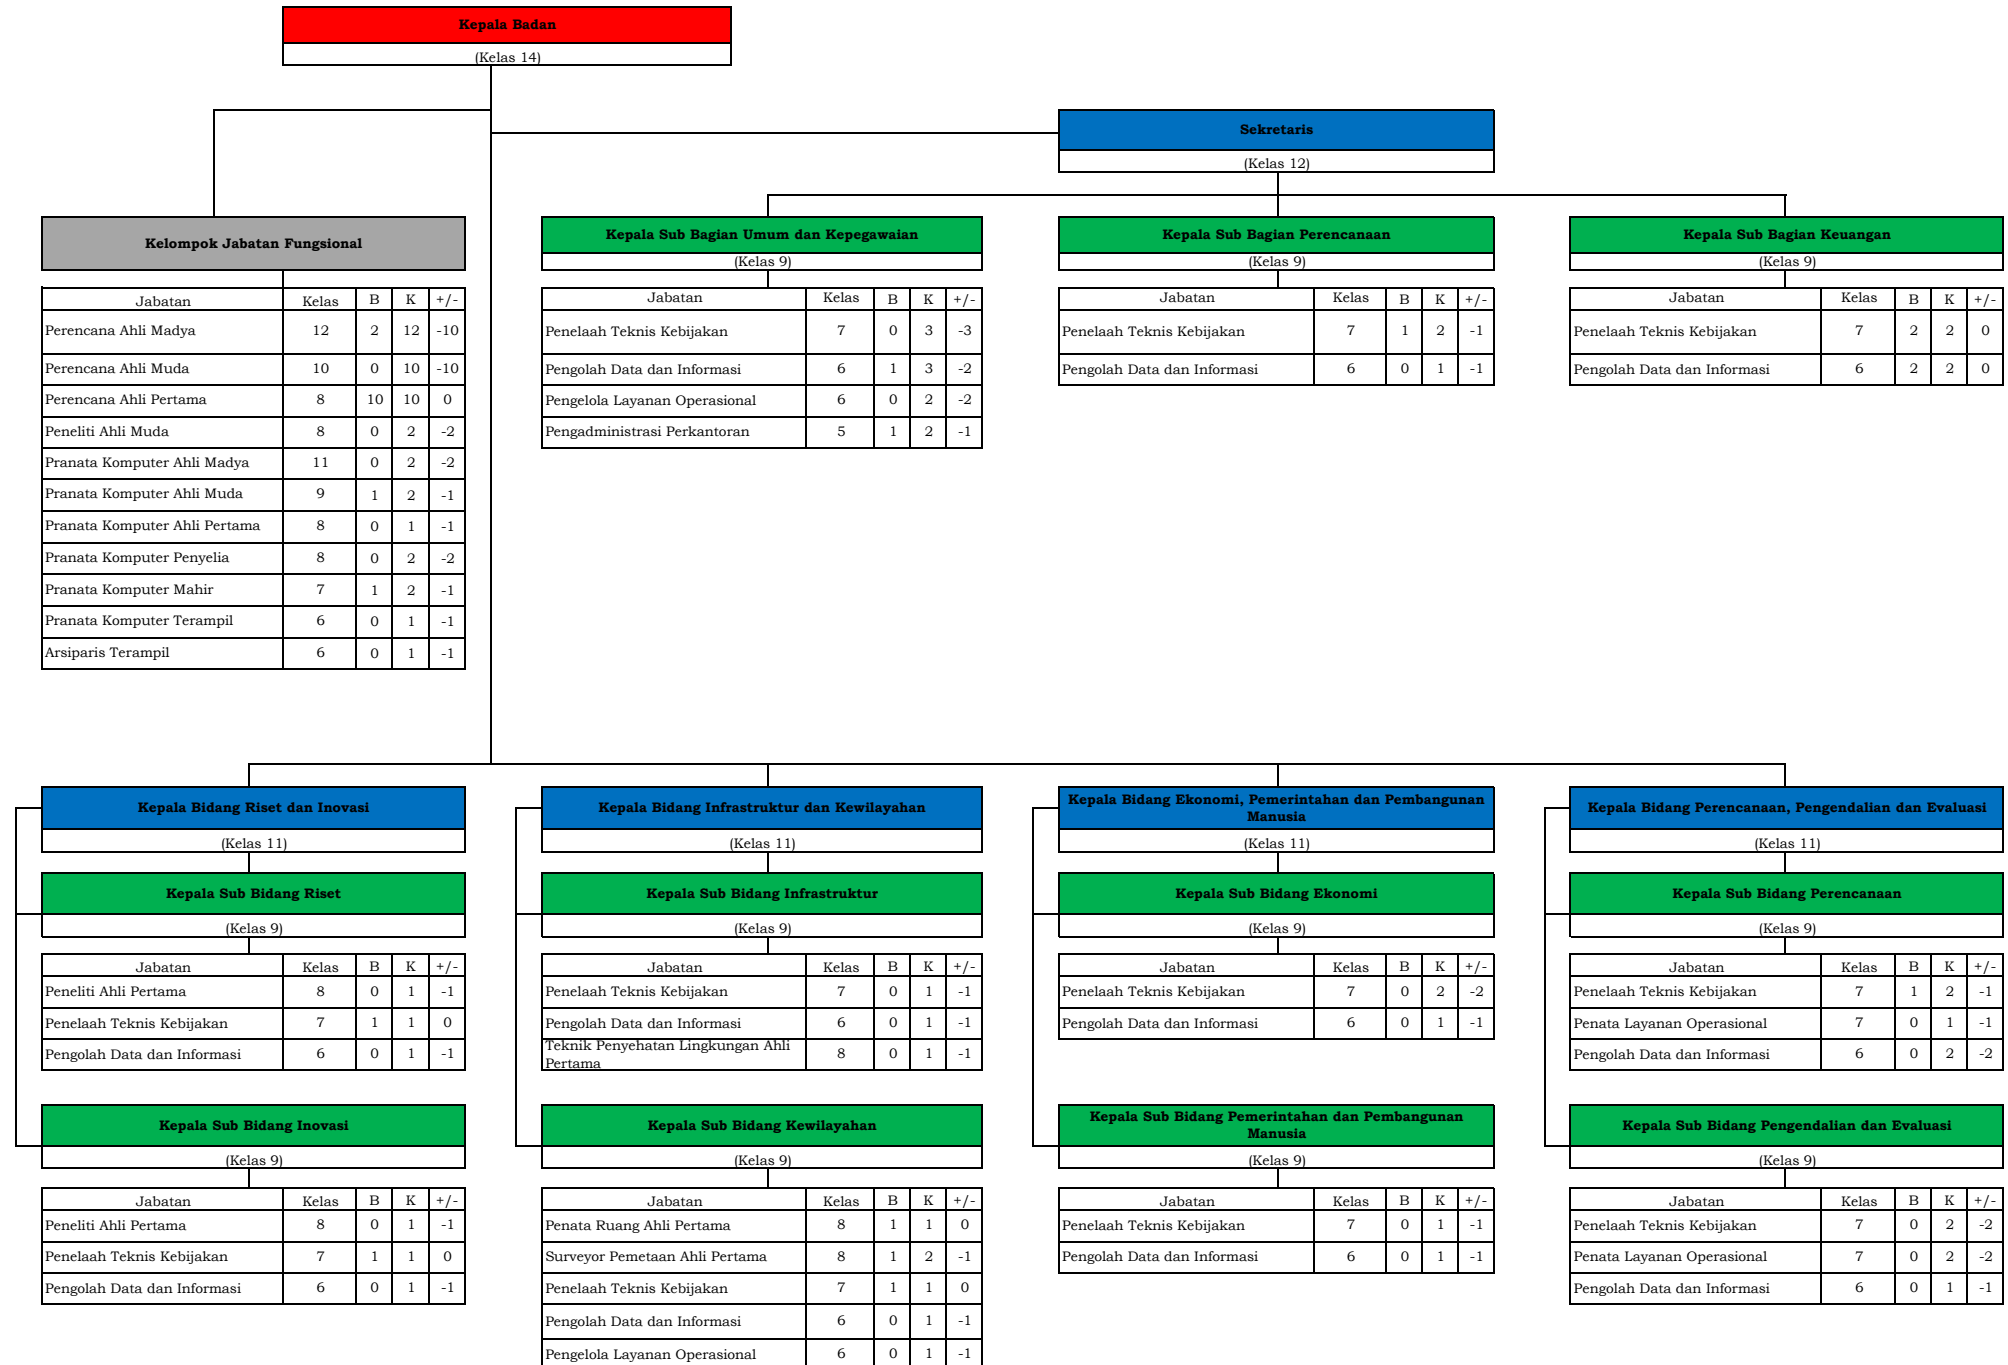 Kepala Badan
(Kelas 14)
Sekretaris
(Kelas 12)
Kelompok Jabatan Fungsional
Jabatan Kelas B K +/-
Perencana Ahli Madya 12 2 12 -10
Perencana Ahli Muda 10 0 10 -10
Perencana Ahli Pertama 8 10 10 0
Peneliti Ahli Muda 8 0 2 -2
Pranata Komputer Ahli Madya 11 0 2 -2
Pranata Komputer Ahli Muda 9 1 2 -1
Pranata Komputer Ahli Pertama 8 0 1 -1
Pranata Komputer Penyelia 8 0 2 -2
Pranata Komputer Mahir 7 1 2 -1
Pranata Komputer Terampil 6 0 1 -1
Arsiparis Terampil 6 0 1 -1
Kepala Sub Bagian Umum dan Kepegawaian
(Kelas 9)
Jabatan Kelas B K +/-
Penelaah Teknis Kebijakan 7 0 3 -3
Pengolah Data dan Informasi 6 1 3 -2
Pengelola Layanan Operasional 6 0 2 -2
Pengadministrasi Perkantoran 5 1 2 -1
Kepala Sub Bagian Perencanaan
(Kelas 9)
Jabatan Kelas B K +/-
Penelaah Teknis Kebijakan 7 1 2 -1
Pengolah Data dan Informasi 6 0 1 -1
Kepala Sub Bagian Keuangan
(Kelas 9)
Jabatan Kelas B K +/-
Penelaah Teknis Kebijakan 7 2 2 0
Pengolah Data dan Informasi 6 2 2 0
Kepala Bidang Riset dan Inovasi
(Kelas 11)
Kepala Sub Bidang Riset
(Kelas 9)
Jabatan Kelas B K +/-
Peneliti Ahli Pertama 8 0 1 -1
Penelaah Teknis Kebijakan 7 1 1 0
Pengolah Data dan Informasi 6 0 1 -1
Kepala Sub Bidang Inovasi
(Kelas 9)
Jabatan Kelas B K +/-
Peneliti Ahli Pertama 8 0 1 -1
Penelaah Teknis Kebijakan 7 1 1 0
Pengolah Data dan Informasi 6 0 1 -1
Kepala Bidang Infrastruktur dan Kewilayahan
(Kelas 11)
Kepala Sub Bidang Infrastruktur
(Kelas 9)
Jabatan Kelas B K +/-
Penelaah Teknis Kebijakan 7 0 1 -1
Pengolah Data dan Informasi 6 0 1 -1
Teknik Penyehatan Lingkungan Ahli
Pertama 8 0 1 -1
Kepala Sub Bidang Kewilayahan
(Kelas 9)
Jabatan Kelas B K +/-
Penata Ruang Ahli Pertama 8 1 1 0
Surveyor Pemetaan Ahli Pertama 8 1 2 -1
Penelaah Teknis Kebijakan 7 1 1 0
Pengolah Data dan Informasi 6 0 1 -1
Pengelola Layanan Operasional 6 0 1 -1
Kepala Bidang Ekonomi, Pemerintahan dan Pembangunan
Manusia
(Kelas 11)
Kepala Sub Bidang Ekonomi
(Kelas 9)
Jabatan Kelas B K +/-
Penelaah Teknis Kebijakan 7 0 2 -2
Pengolah Data dan Informasi 6 0 1 -1
Kepala Sub Bidang Pemerintahan dan Pembangunan
Manusia
(Kelas 9)
Jabatan Kelas B K +/-
Penelaah Teknis Kebijakan 7 0 1 -1
Pengolah Data dan Informasi 6 0 1 -1
Kepala Bidang Perencanaan, Pengendalian dan Evaluasi
(Kelas 11)
Kepala Sub Bidang Perencanaan
(Kelas 9)
Jabatan Kelas B K +/-
Penelaah Teknis Kebijakan 7 1 2 -1
Penata Layanan Operasional 7 0 1 -1
Pengolah Data dan Informasi 6 0 2 -2
Kepala Sub Bidang Pengendalian dan Evaluasi
(Kelas 9)
Jabatan Kelas B K +/-
Penelaah Teknis Kebijakan 7 0 2 -2
Penata Layanan Operasional 7 0 2 -2
Pengolah Data dan Informasi 6 0 1 -1